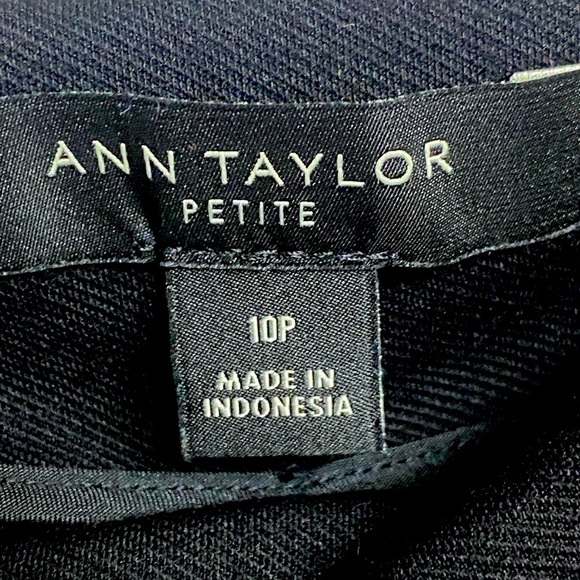 ANN TAYLOR
PETITE
10P
MADE IN
INDONESIA